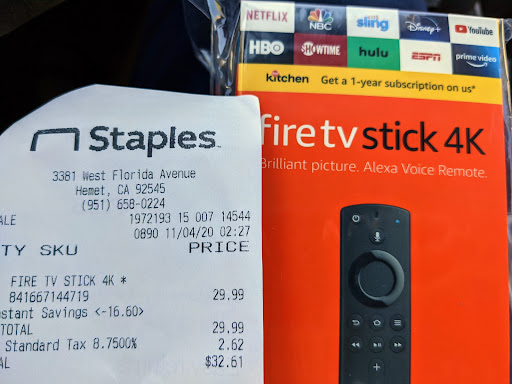 Staples
3381 West Florida Avenue
Hemet, CA 92545
(951) 658-0224
ALE 1972193 15 007 14544
0890 11/04/20 02:27
TY SKU PRICE
FIRE TV STICK 4K *
841667144719 29.99
nstant Savings <-16.60>
TOTAL 29.99
Standard Tax 8.7500% 2.62
AL $32.61
NETFLIX
NBC
sling
Disney+
YouTube
HBO
SHOWTIME
hulu
ESPN
prime video
kitchen Get a 1-year subscription on us*
fire tv stick 4K
Brilliant picture. Alexa Voice Remote.